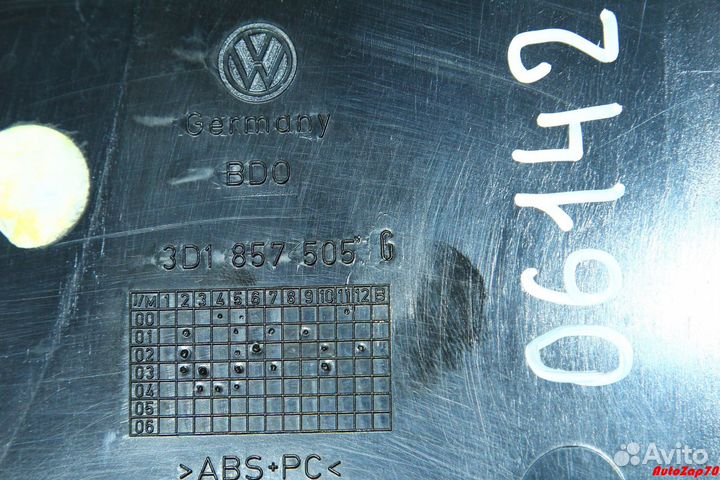 VW
Germany
BDO
3D1 857 505 G
J/M 1 2 3 4 5 6 7 8 9 10 11 12 B
00
01
02
03
04
05
06
>ABS+PC<
06142
Avito
AutoZap70